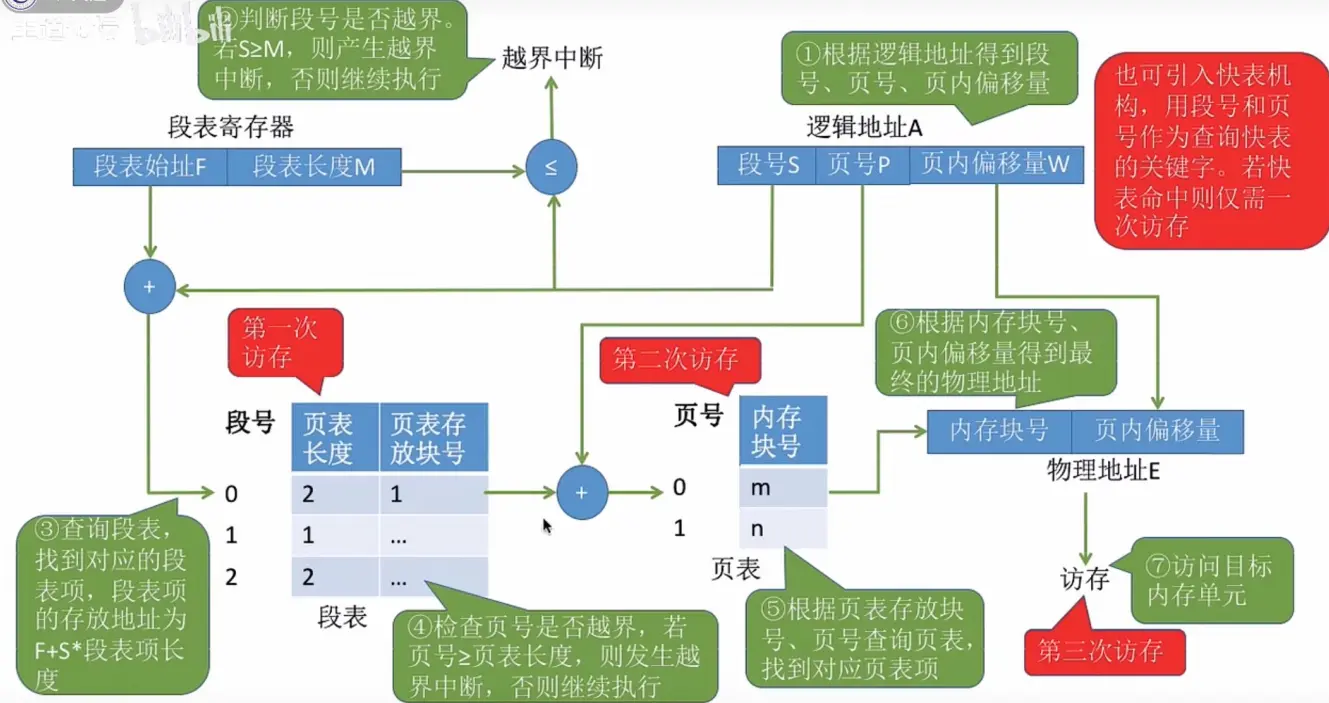 bilibili
②判断段号是否越界。
若S≥M，则产生越界
中断，否则继续执行
越界中断
①根据逻辑地址得到段
号、页号、页内偏移量
也可引入快表机
构，用段号和页
号作为查询快表
的关键字。若快
表命中则仅需一
次访存
段表寄存器
段表始址F 段表长度M
≤
逻辑地址A
段号S 页号P 页内偏移量W
+
第一次
访存
第二次访存
⑥根据内存块号、
页内偏移量得到最
终的物理地址
段号
页表
长度
页表存
放块号
0 2 1
1 1 ...
2 2 ...
段表
+
页号
内存
块号
0 m
1 n
页表
内存块号 页内偏移量
物理地址E
③查询段表，
找到对应的段
表项，段表项
的存放地址为
F+S*段表项长
度
④检查页号是否越界，若
页号≥页表长度，则发生越
界中断，否则继续执行
⑤根据页表存放块
号、页号查询页表，
找到对应页表项
访存
⑦访问目标
内存单元
第三次访存